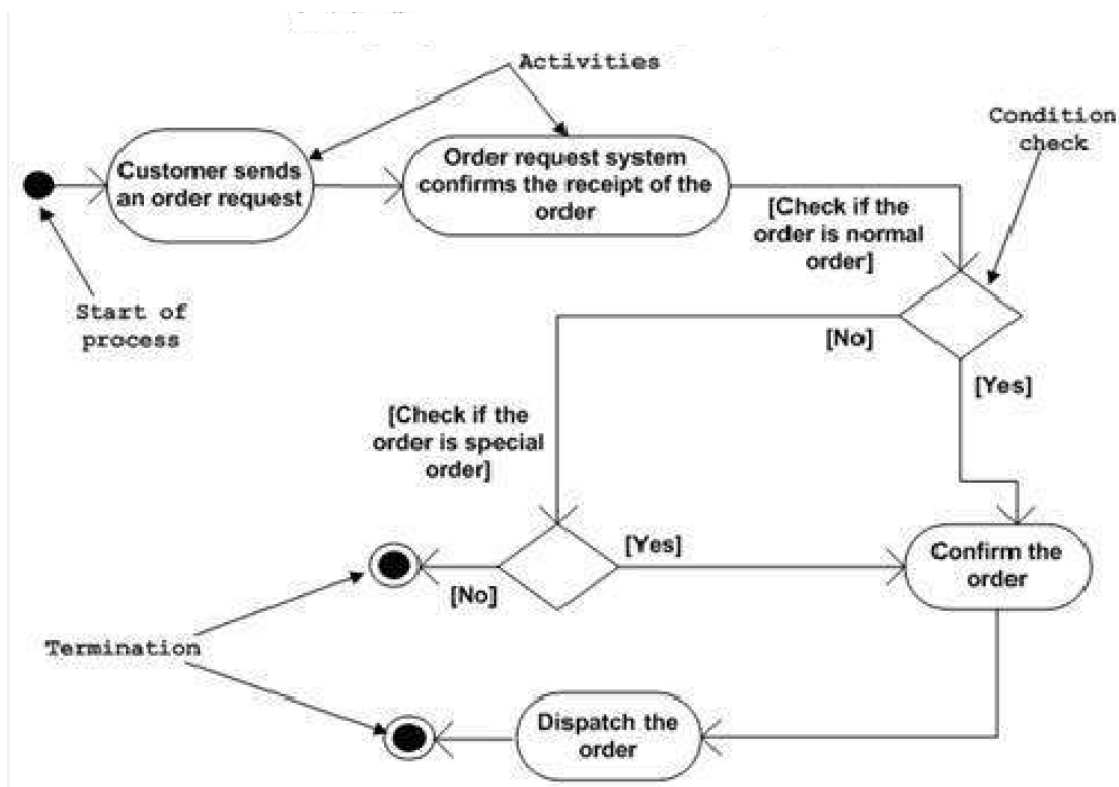 Activities
Condition
check
Customer sends
an order request
Order request system
confirms the receipt of the
order
[Check if the
order is normal
order]
Start of
process
[No]
[Yes]
[Check if the
order is special
order]
[Yes]
[No]
Confirm the
order
Termination
Dispatch the
order